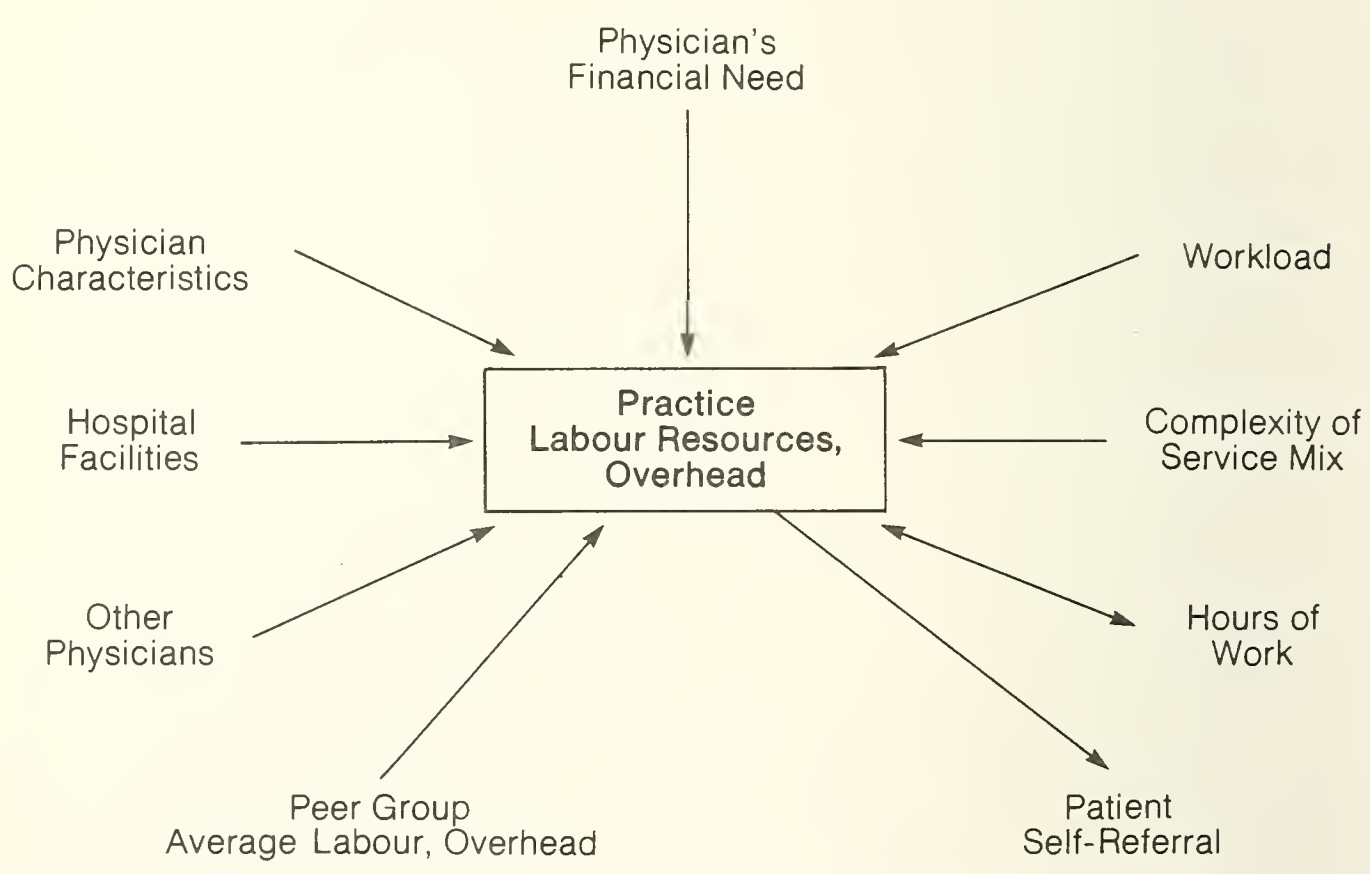 Physician's
Financial Need
Physician
Characteristics
Workload
Hospital
Facilities
Practice
Labour Resources,
Overhead
Complexity of
Service Mix
Other
Physicians
Hours of
Work
Peer Group
Average Labour, Overhead
Patient
Self-Referral